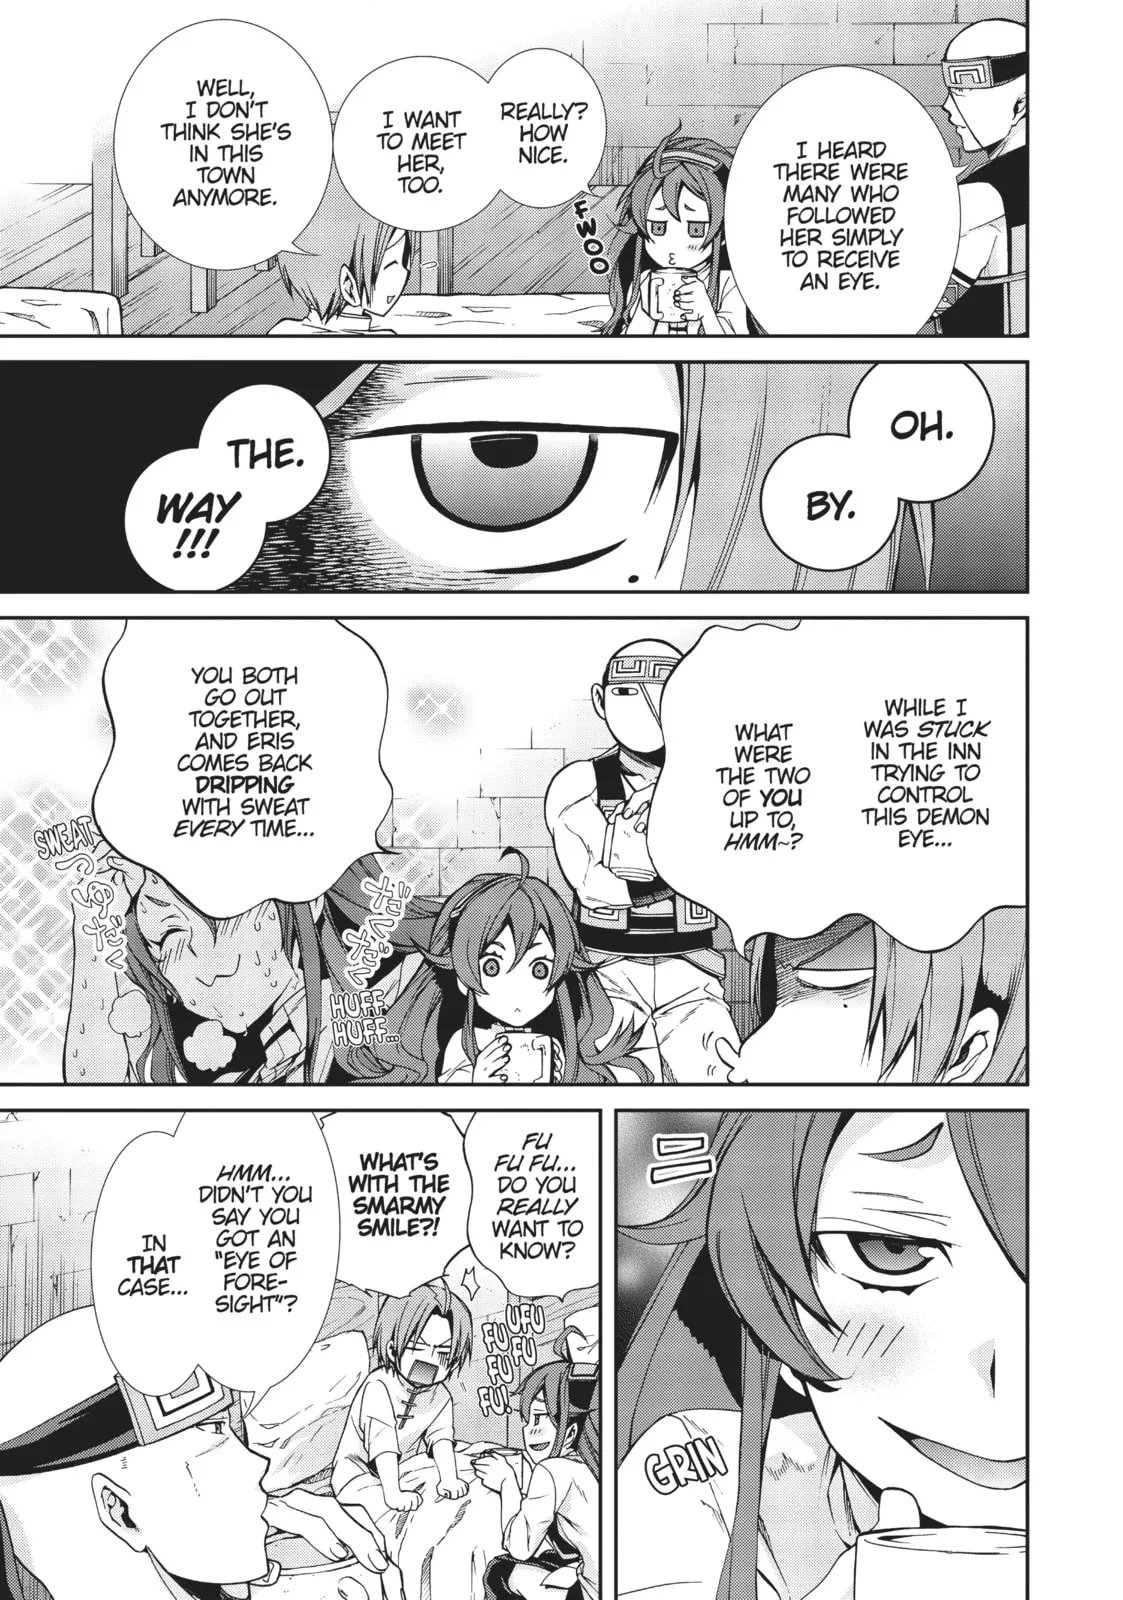 I HEARD
THERE WERE
MANY WHO
FOLLOWED
HER SIMPLY
TO RECEIVE
AN EYE.
REALLY?
HOW
NICE.
I WANT
TO MEET
HER,
TOO.
FWOO
WELL,
I DON'T
THINK SHE'S
IN THIS
TOWN
ANYMORE.
OH.
BY.
THE.
WAY
!!!
WHILE I
WAS STUCK
IN THE INN
TRYING TO
CONTROL
THIS DEMON
EYE...
WHAT
WERE
THE TWO
OF YOU
UP TO,
HMM~?
YOU BOTH
GO OUT
TOGETHER,
AND ERIS
COMES BACK
DRIPPING
WITH SWEAT
EVERY TIME...
SWEAT
HUFF
HUFF...
GRIN
FU
FU FU...
DO YOU
REALLY
WANT TO
KNOW?
WHAT'S
WITH THE
SMARMY
SMILE?!
UFU
FU
FU
FU
FU
FU!
HMM...
DIDN'T YOU
SAY YOU
GOT AN
"EYE OF
FORE-
SIGHT"?
IN
THAT
CASE...